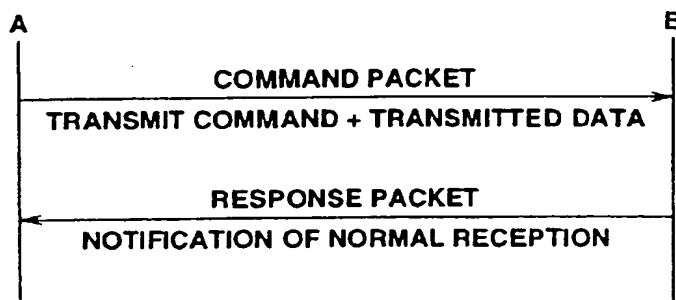 A
COMMAND PACKET
TRANSMIT COMMAND + TRANSMITTED DATA
RESPONSE PACKET
NOTIFICATION OF NORMAL RECEPTION